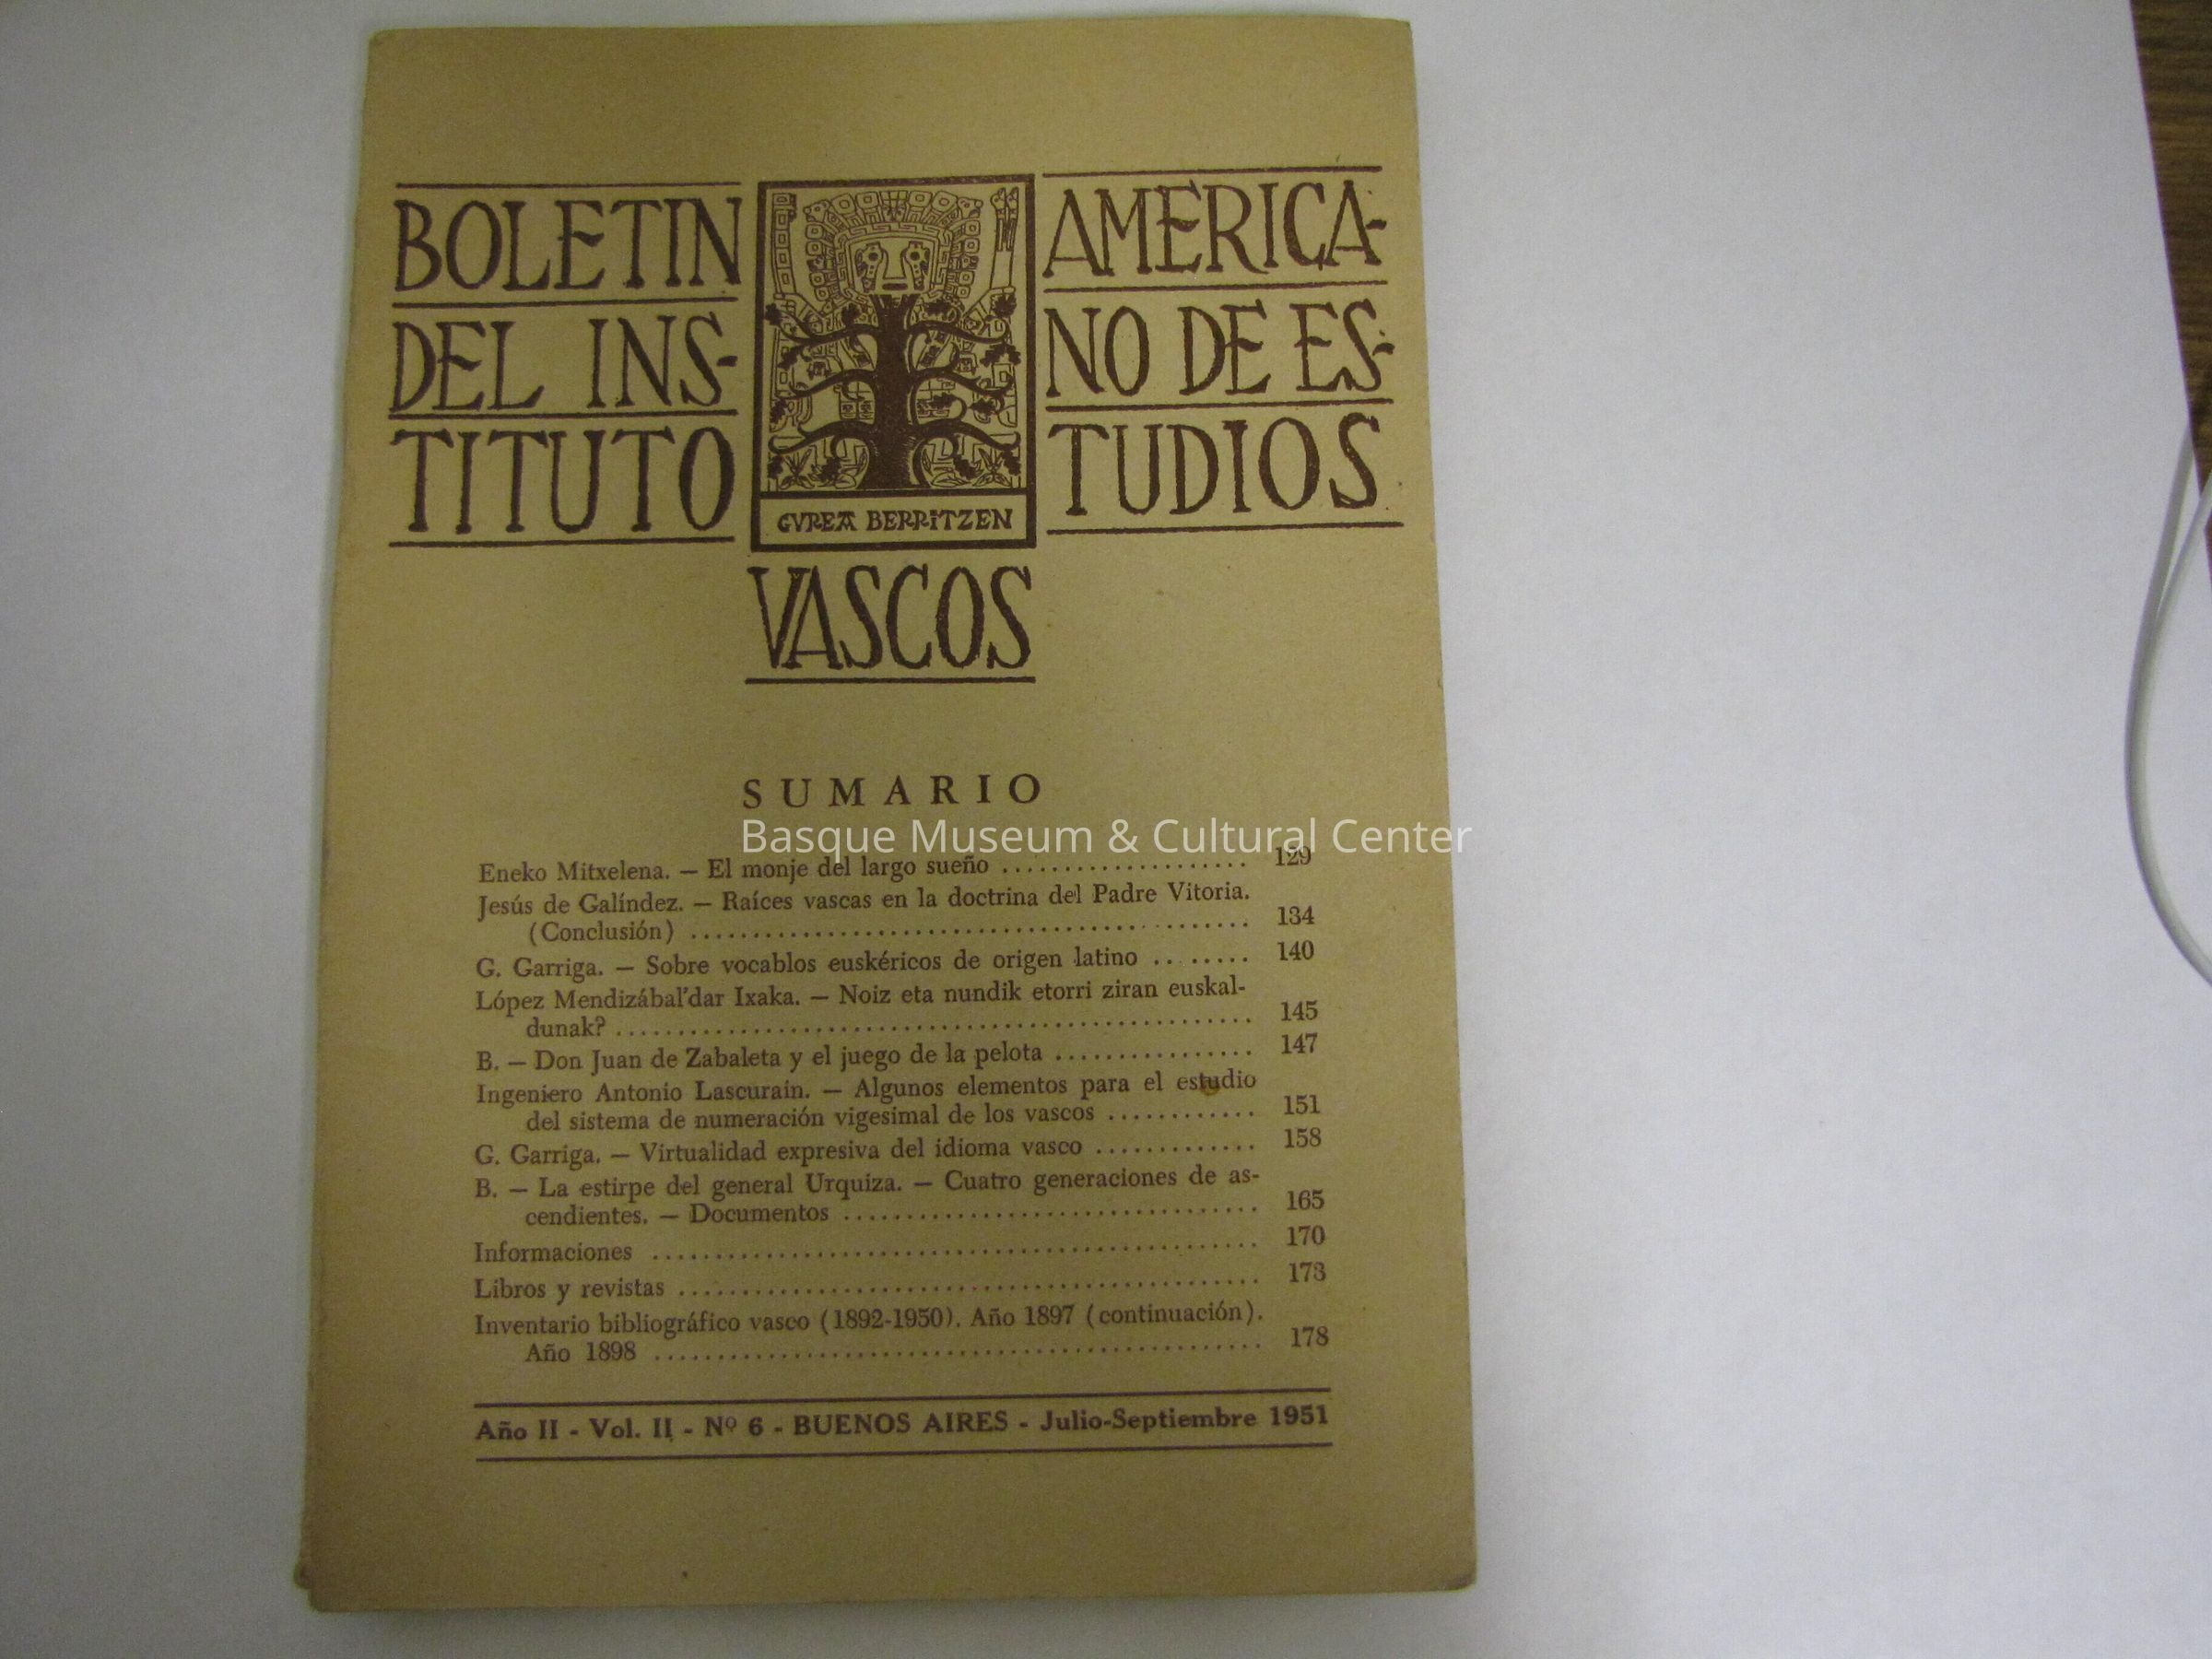 BOLETIN
DEL INS-
TITUTO
AMERICA-
NO DE ES-
TUDIOS
GVREA BERRITZEN
VASCOS
SUMARIO
Basque Museum & Cultural Center
Eneko Mitxelena. — El monje del largo sueño .................... 129
Jesús de Galíndez. — Raíces vascas en la doctrina del Padre Vitoria.
(Conclusión) .................................................. 134
G. Garriga. — Sobre vocablos euskéricos de origen latino ........ 140
López Mendizábal'dar Ixaka. — Noiz eta nundik etorri ziran euskal-
dunak? .................................................. 145
B. — Don Juan de Zabaleta y el juego de la pelota ................ 147
Ingeniero Antonio Lascurain. — Algunos elementos para el estudio
del sistema de numeración vigesimal de los vascos ............ 151
G. Garriga. — Virtualidad expresiva del idioma vasco ............. 158
B. — La estirpe del general Urquiza. — Cuatro generaciones de as-
cendientes. — Documentos .................................. 165
Informaciones .................................................. 170
Libros y revistas ............................................... 173
Inventario bibliográfico vasco (1892-1950). Año 1897 (continuación).
Año 1898 .................................................. 178
Año II - Vol. II - Nº 6 - BUENOS AIRES - Julio-Septiembre 1951